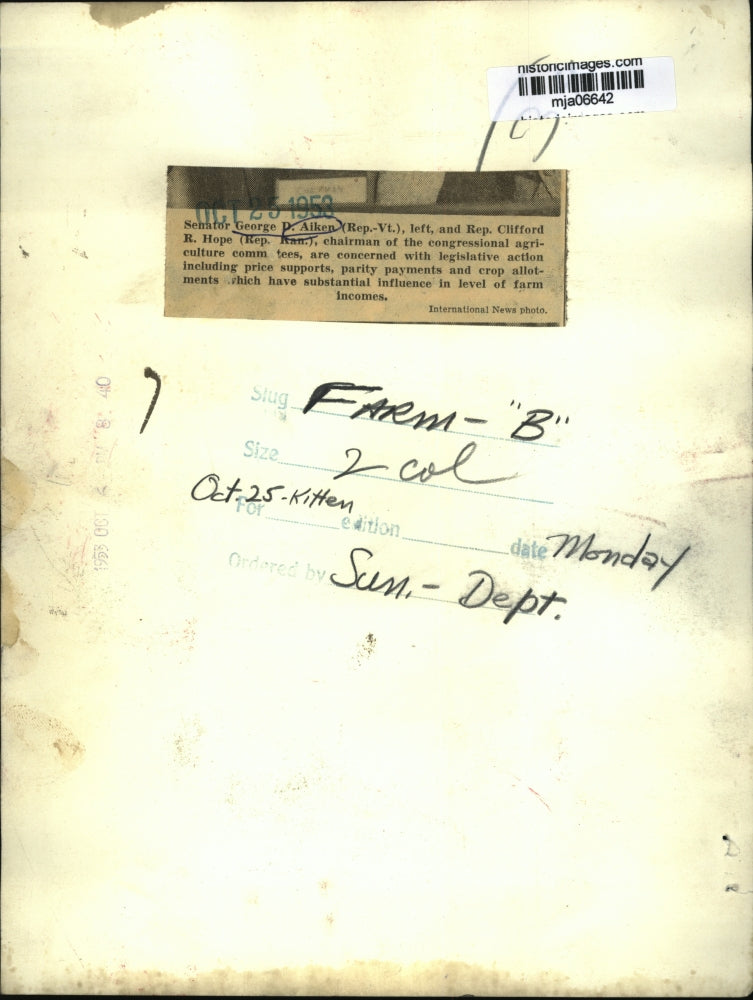 historicimages.com
mja06642
OCT 25 1953
Senator George D. Aiken (Rep.-Vt.), left, and Rep. Clifford
R. Hope (Rep. Kan.), chairman of the congressional agri-
culture comm tees, are concerned with legislative action
including price supports, parity payments and crop allot-
ments which have substantial influence in level of farm
incomes.
International News photo.
Slug FARM - "B"
Size 2 col
Oct. 25 - Kitten
For edition date Monday
Ordered by Sun. - Dept.
1953 OCT